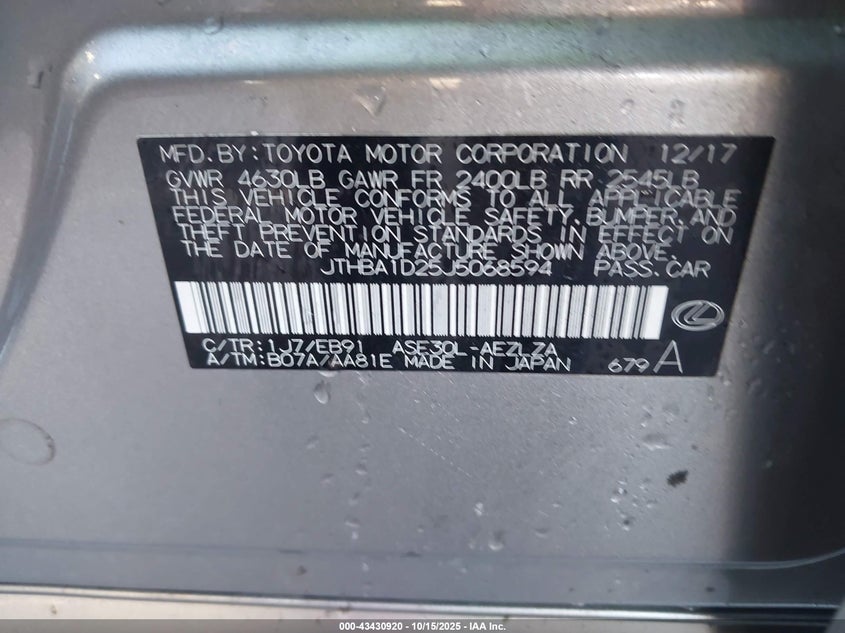 MFD. BY: TOYOTA MOTOR CORPORATION 12/17
GVWR 4630LB GAWR FR 2400LB RR 2545LB
THIS VEHICLE CONFORMS TO ALL APPLICABLE
FEDERAL MOTOR VEHICLE SAFETY, BUMPER, AND
THEFT PREVENTION STANDARDS IN EFFECT ON
THE DATE OF MANUFACTURE SHOWN ABOVE.
JTHBA1D25J5068594 PASS. CAR
C/TR: 1J7/EB91 ASE30L-AEZLZA
A/TM: B07A/AA81E MADE IN JAPAN 679 A
000-43430920 - 10/15/2025 - IAA Inc.